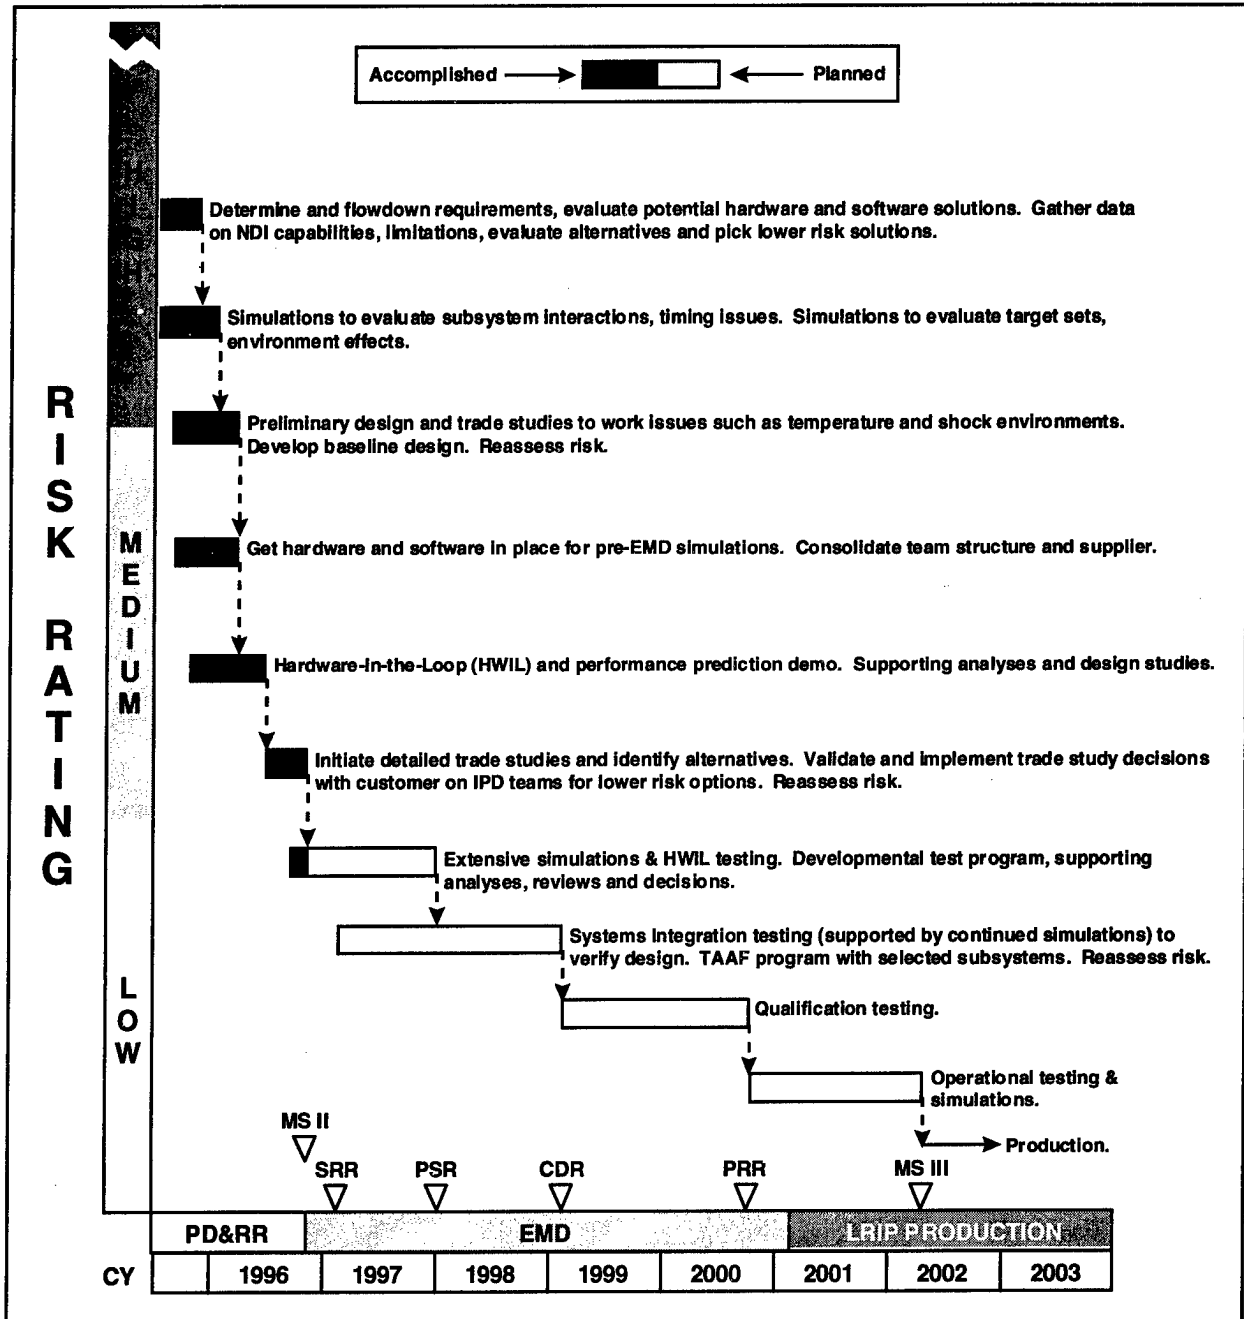 Accomplished
Planned
Determine and flowdown requirements, evaluate potential hardware and software solutions. Gather data
on NDI capabilities, limitations, evaluate alternatives and pick lower risk solutions.
Simulations to evaluate subsystem interactions, timing issues. Simulations to evaluate target sets,
environment effects.
Preliminary design and trade studies to work issues such as temperature and shock environments.
Develop baseline design. Reassess risk.
Get hardware and software in place for pre-EMD simulations. Consolidate team structure and supplier.
Hardware-in-the-Loop (HWIL) and performance prediction demo. Supporting analyses and design studies.
Initiate detailed trade studies and identify alternatives. Validate and implement trade study decisions
with customer on IPD teams for lower risk options. Reassess risk.
Extensive simulations & HWIL testing. Developmental test program, supporting
analyses, reviews and decisions.
Systems Integration testing (supported by continued simulations) to
verify design. TAAF program with selected subsystems. Reassess risk.
Qualification testing.
Operational testing &
simulations.
Production.
RISK RATING
MEDIUM
LOW
MS II
SRR
PSR
CDR
PRR
MS III
PD&RR
EMD
LRIP PRODUCTION
CY
1996
1997
1998
1999
2000
2001
2002
2003